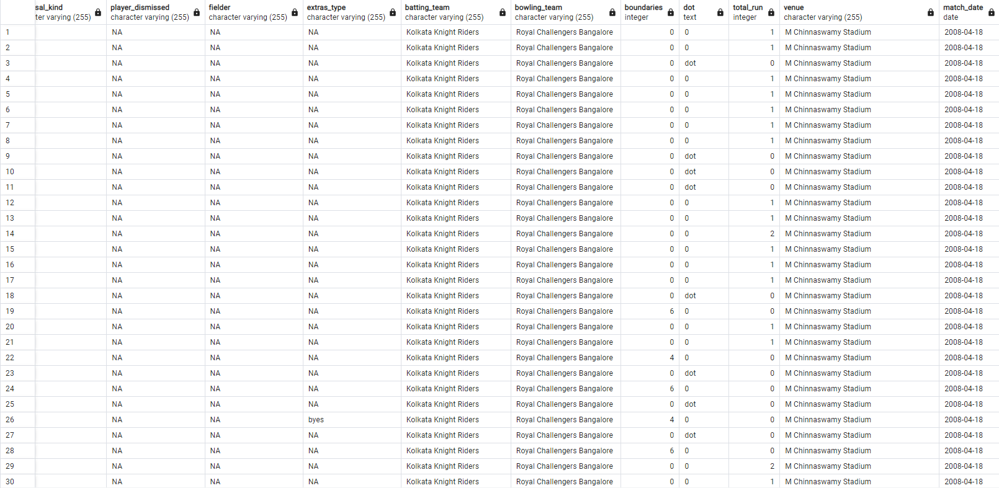 sal_kind player_dismissed fielder extras_type batting_team bowling_team boundaries dot total_run venue match_date
ter varying (255) character varying (255) character varying (255) character varying (255) character varying (255) character varying (255) integer text integer character varying (255) date
1 NA NA NA Kolkata Knight Riders Royal Challengers Bangalore 0 0 1 M Chinnaswamy Stadium 2008-04-18
2 NA NA NA Kolkata Knight Riders Royal Challengers Bangalore 0 0 1 M Chinnaswamy Stadium 2008-04-18
3 NA NA NA Kolkata Knight Riders Royal Challengers Bangalore 0 dot 0 M Chinnaswamy Stadium 2008-04-18
4 NA NA NA Kolkata Knight Riders Royal Challengers Bangalore 0 0 1 M Chinnaswamy Stadium 2008-04-18
5 NA NA NA Kolkata Knight Riders Royal Challengers Bangalore 0 0 1 M Chinnaswamy Stadium 2008-04-18
6 NA NA NA Kolkata Knight Riders Royal Challengers Bangalore 0 0 1 M Chinnaswamy Stadium 2008-04-18
7 NA NA NA Kolkata Knight Riders Royal Challengers Bangalore 0 0 1 M Chinnaswamy Stadium 2008-04-18
8 NA NA NA Kolkata Knight Riders Royal Challengers Bangalore 0 0 1 M Chinnaswamy Stadium 2008-04-18
9 NA NA NA Kolkata Knight Riders Royal Challengers Bangalore 0 dot 0 M Chinnaswamy Stadium 2008-04-18
10 NA NA NA Kolkata Knight Riders Royal Challengers Bangalore 0 dot 0 M Chinnaswamy Stadium 2008-04-18
11 NA NA NA Kolkata Knight Riders Royal Challengers Bangalore 0 dot 0 M Chinnaswamy Stadium 2008-04-18
12 NA NA NA Kolkata Knight Riders Royal Challengers Bangalore 0 0 1 M Chinnaswamy Stadium 2008-04-18
13 NA NA NA Kolkata Knight Riders Royal Challengers Bangalore 0 0 1 M Chinnaswamy Stadium 2008-04-18
14 NA NA NA Kolkata Knight Riders Royal Challengers Bangalore 0 0 2 M Chinnaswamy Stadium 2008-04-18
15 NA NA NA Kolkata Knight Riders Royal Challengers Bangalore 0 0 1 M Chinnaswamy Stadium 2008-04-18
16 NA NA NA Kolkata Knight Riders Royal Challengers Bangalore 0 0 1 M Chinnaswamy Stadium 2008-04-18
17 NA NA NA Kolkata Knight Riders Royal Challengers Bangalore 0 0 1 M Chinnaswamy Stadium 2008-04-18
18 NA NA NA Kolkata Knight Riders Royal Challengers Bangalore 0 dot 0 M Chinnaswamy Stadium 2008-04-18
19 NA NA NA Kolkata Knight Riders Royal Challengers Bangalore 6 0 0 M Chinnaswamy Stadium 2008-04-18
20 NA NA NA Kolkata Knight Riders Royal Challengers Bangalore 0 0 1 M Chinnaswamy Stadium 2008-04-18
21 NA NA NA Kolkata Knight Riders Royal Challengers Bangalore 0 0 1 M Chinnaswamy Stadium 2008-04-18
22 NA NA NA Kolkata Knight Riders Royal Challengers Bangalore 4 0 0 M Chinnaswamy Stadium 2008-04-18
23 NA NA NA Kolkata Knight Riders Royal Challengers Bangalore 0 dot 0 M Chinnaswamy Stadium 2008-04-18
24 NA NA NA Kolkata Knight Riders Royal Challengers Bangalore 6 0 0 M Chinnaswamy Stadium 2008-04-18
25 NA NA NA Kolkata Knight Riders Royal Challengers Bangalore 0 dot 0 M Chinnaswamy Stadium 2008-04-18
26 NA NA byes Kolkata Knight Riders Royal Challengers Bangalore 4 0 0 M Chinnaswamy Stadium 2008-04-18
27 NA NA NA Kolkata Knight Riders Royal Challengers Bangalore 0 dot 0 M Chinnaswamy Stadium 2008-04-18
28 NA NA NA Kolkata Knight Riders Royal Challengers Bangalore 6 0 0 M Chinnaswamy Stadium 2008-04-18
29 NA NA NA Kolkata Knight Riders Royal Challengers Bangalore 0 0 2 M Chinnaswamy Stadium 2008-04-18
30 NA NA NA Kolkata Knight Riders Royal Challengers Bangalore 0 0 1 M Chinnaswamy Stadium 2008-04-18